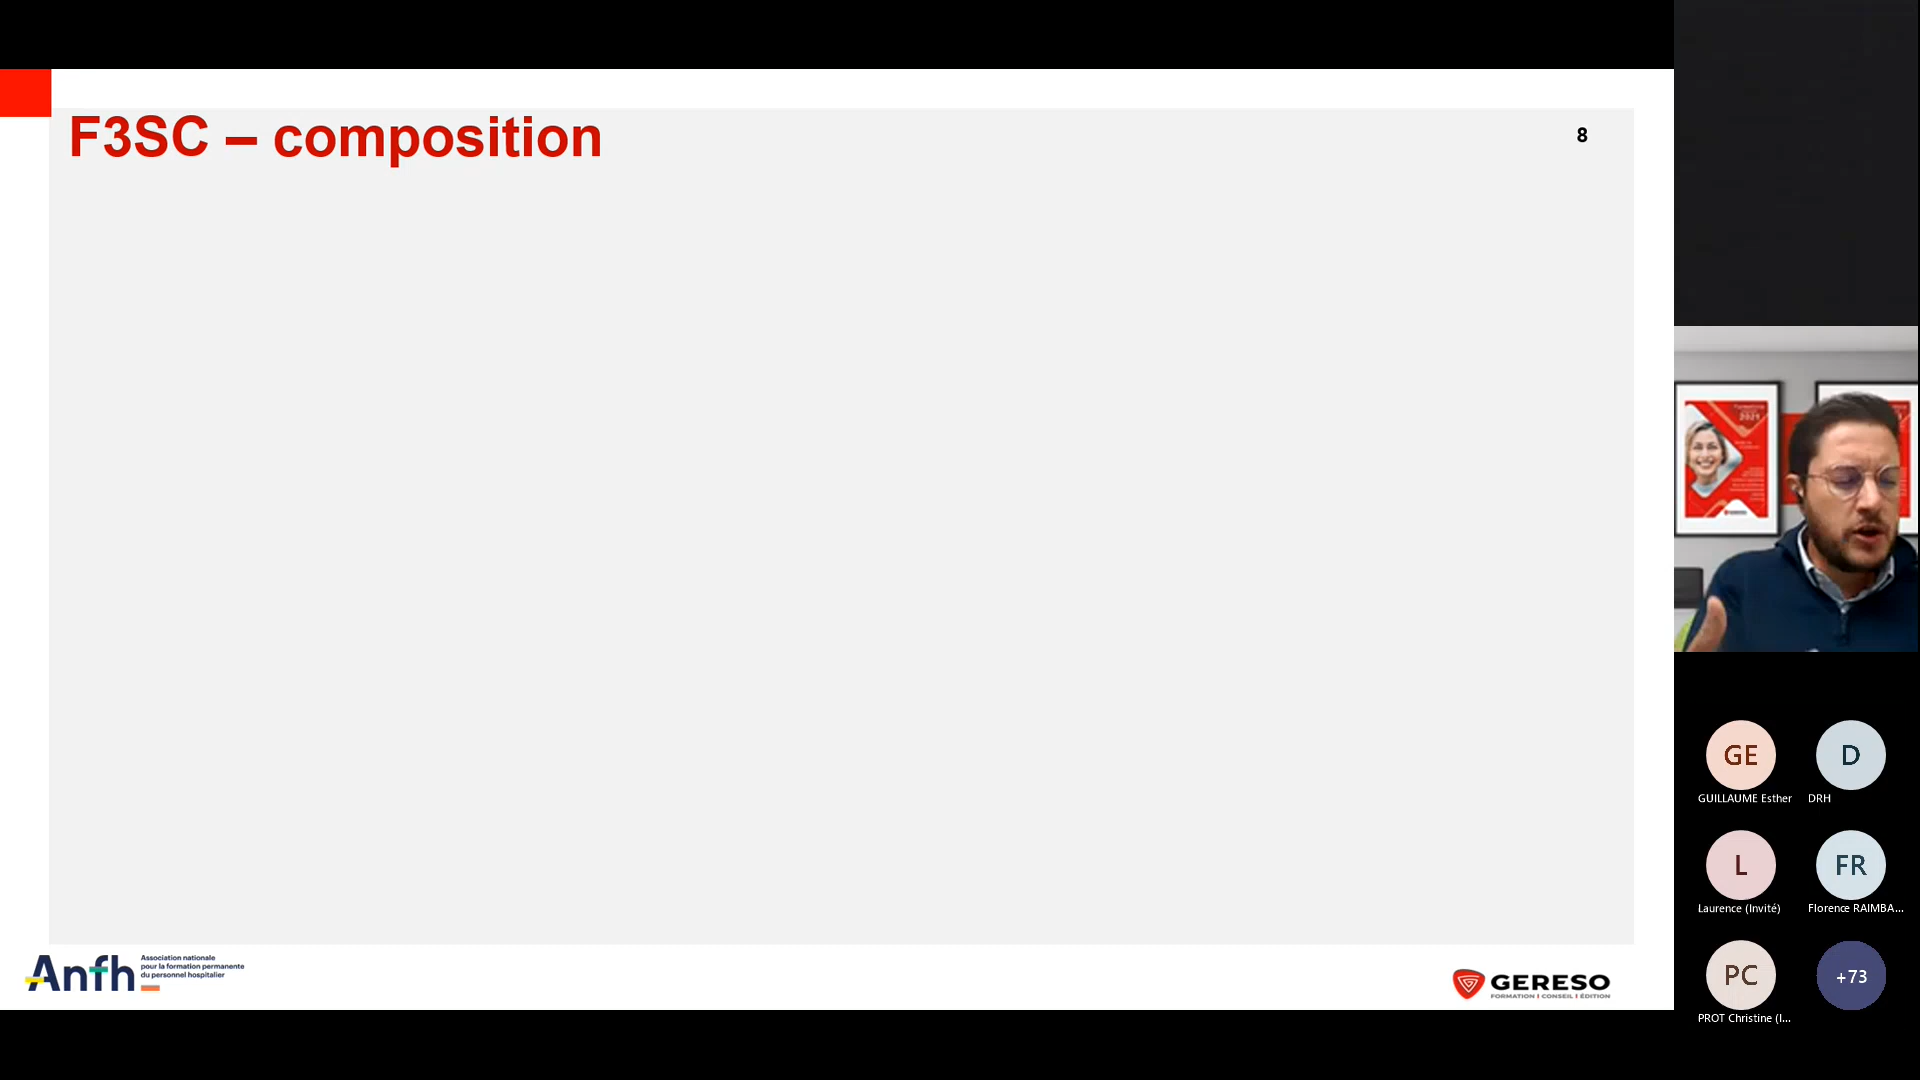 F3SC – composition
8
Anfh
Association nationale
pour la formation permanente
du personnel hospitalier
GERESO
FORMATION I CONSEIL I ÉDITION
GE
GUILLAUME Esther
D
DRH
L
Laurence (Invité)
FR
Florence RAIMBA...
PC
PROT Christine (I...
+73